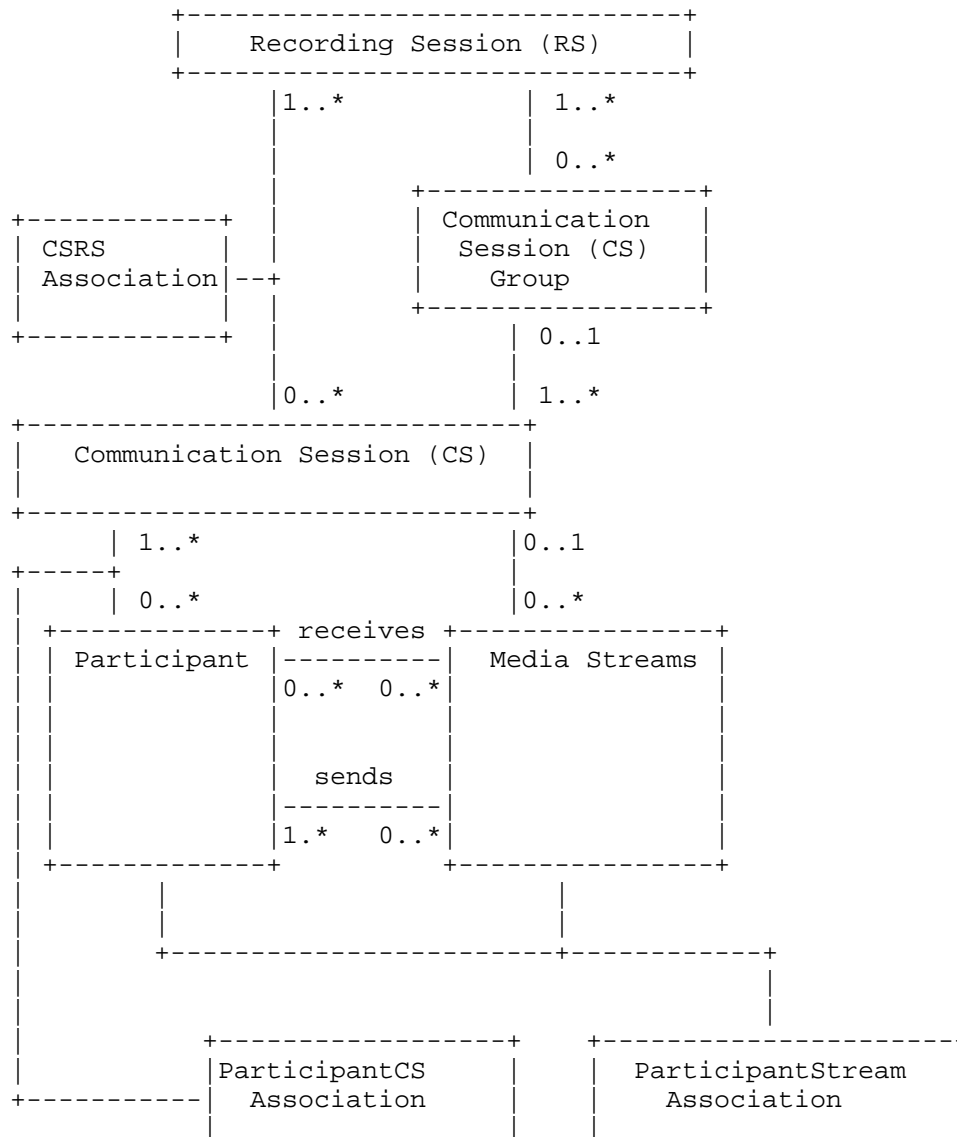 Recording Session (RS)
1..* 1..*
0..*
Communication
CSRS Session (CS)
Association Group
0..1
0..* 1..*
Communication Session (CS)
1..* 0..1
0..* 0..*
receives
Participant Media Streams
0..* 0..*
sends
1.* 0..*
ParticipantCS ParticipantStream
Association Association